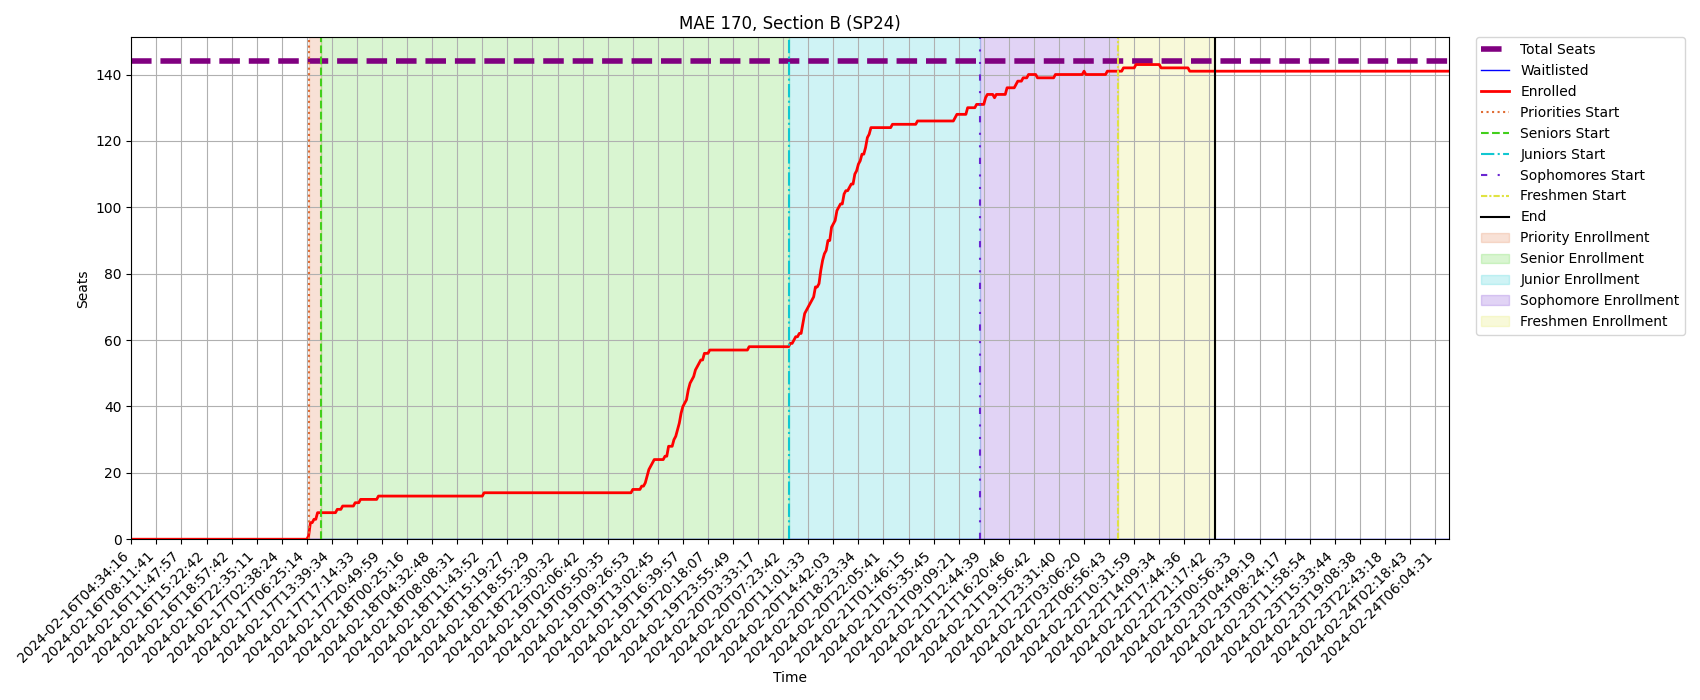 MAE 170, Section B (SP24)
Seats
140
120
100
80
60
40
20
0
2024-02-16T04:34:16
2024-02-16T08:11:41
2024-02-16T11:47:57
2024-02-16T15:22:42
2024-02-16T18:57:42
2024-02-16T22:35:11
2024-02-17T02:38:24
2024-02-17T06:25:14
2024-02-17T13:39:34
2024-02-17T17:14:33
2024-02-17T20:49:59
2024-02-18T00:25:16
2024-02-18T04:32:48
2024-02-18T08:08:31
2024-02-18T11:43:52
2024-02-18T15:19:27
2024-02-18T18:55:29
2024-02-18T22:30:32
2024-02-19T02:06:42
2024-02-19T05:50:35
2024-02-19T09:26:53
2024-02-19T13:02:45
2024-02-19T16:39:57
2024-02-19T20:18:07
2024-02-19T23:55:49
2024-02-20T03:33:17
2024-02-20T07:23:42
2024-02-20T11:01:33
2024-02-20T14:42:03
2024-02-20T18:23:34
2024-02-20T22:05:41
2024-02-21T01:46:15
2024-02-21T05:35:45
2024-02-21T09:09:21
2024-02-21T12:44:39
2024-02-21T16:20:46
2024-02-21T19:56:42
2024-02-21T23:31:40
2024-02-22T03:06:20
2024-02-22T06:56:43
2024-02-22T10:31:59
2024-02-22T14:09:34
2024-02-22T17:44:36
2024-02-22T21:17:42
2024-02-23T00:56:33
2024-02-23T04:49:19
2024-02-23T08:24:17
2024-02-23T11:58:54
2024-02-23T15:33:44
2024-02-23T19:08:38
2024-02-23T22:43:18
2024-02-24T02:18:43
2024-02-24T06:04:31
Time
Total Seats
Waitlisted
Enrolled
Priorities Start
Seniors Start
Juniors Start
Sophomores Start
Freshmen Start
End
Priority Enrollment
Senior Enrollment
Junior Enrollment
Sophomore Enrollment
Freshmen Enrollment